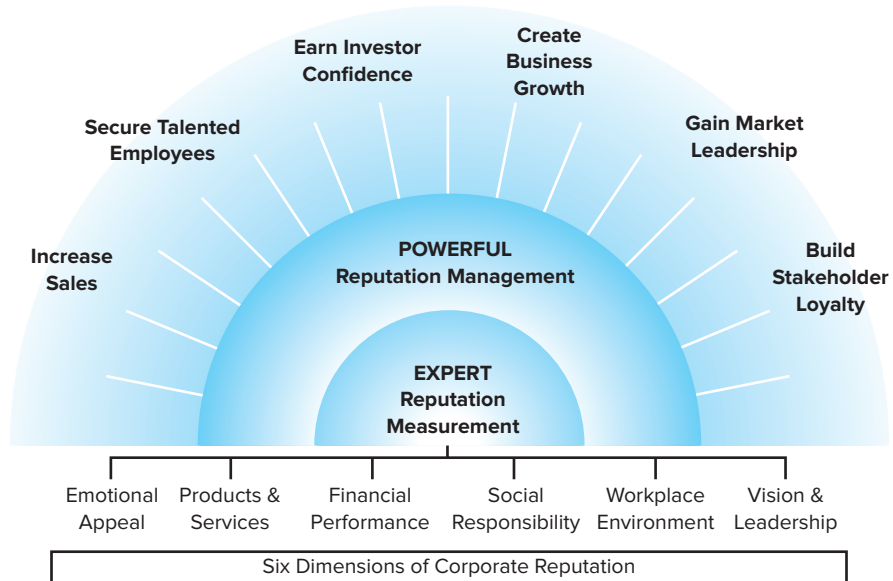 Earn Investor
Confidence
Create
Business
Growth
Secure Talented
Employees
Gain Market
Leadership
Increase
Sales
Build
Stakeholder
Loyalty
POWERFUL
Reputation Management
EXPERT
Reputation
Measurement
Emotional
Appeal
Products &
Services
Financial
Performance
Social
Responsibility
Workplace
Environment
Vision &
Leadership
Six Dimensions of Corporate Reputation